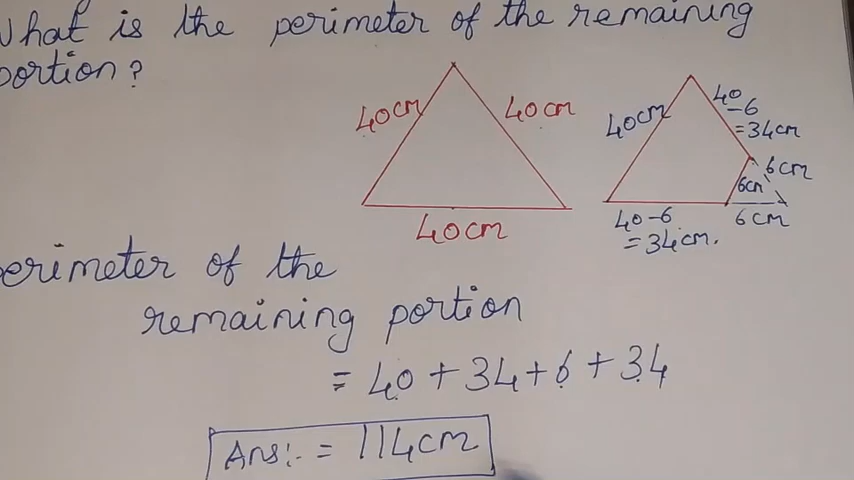 What is the perimeter of the remaining
portion?
40cm 40cm
40cm
40cm 40
-6
=34cm
6cm
6cm
6cm
40-6
=34cm.
perimeter of the
remaining portion
= 40 + 34 + 6 + 34
Ans:- = 114cm